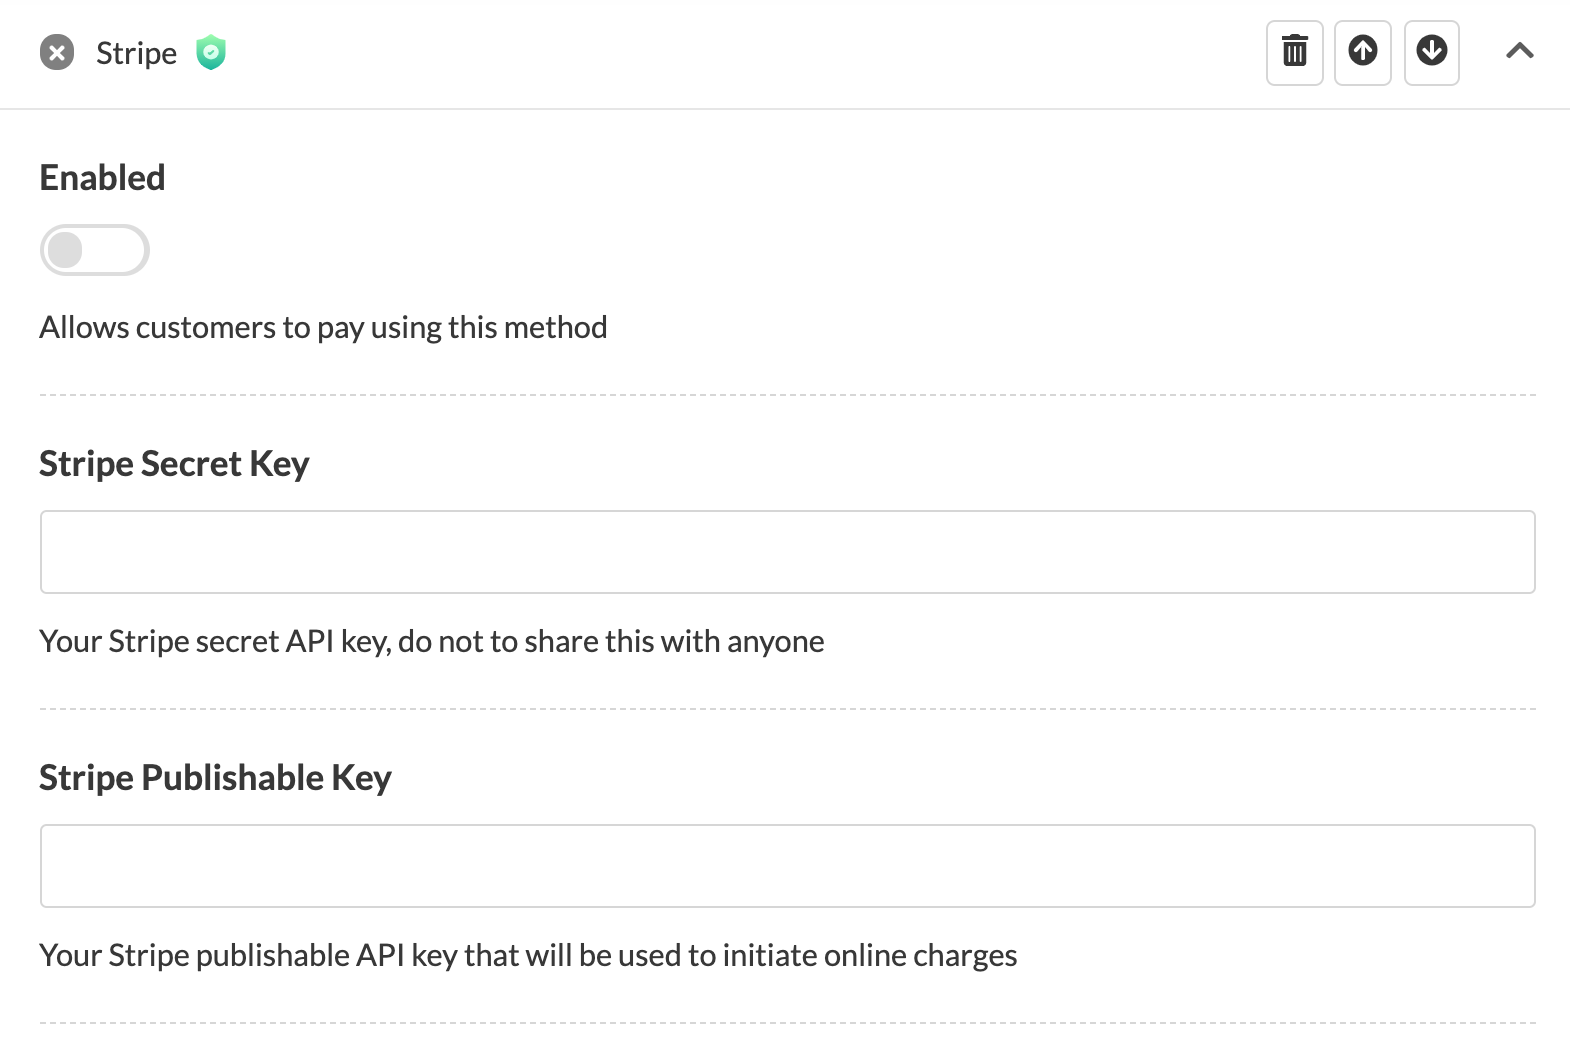 Stripe
Enabled
Allows customers to pay using this method
Stripe Secret Key
Your Stripe secret API key, do not to share this with anyone
Stripe Publishable Key
Your Stripe publishable API key that will be used to initiate online charges